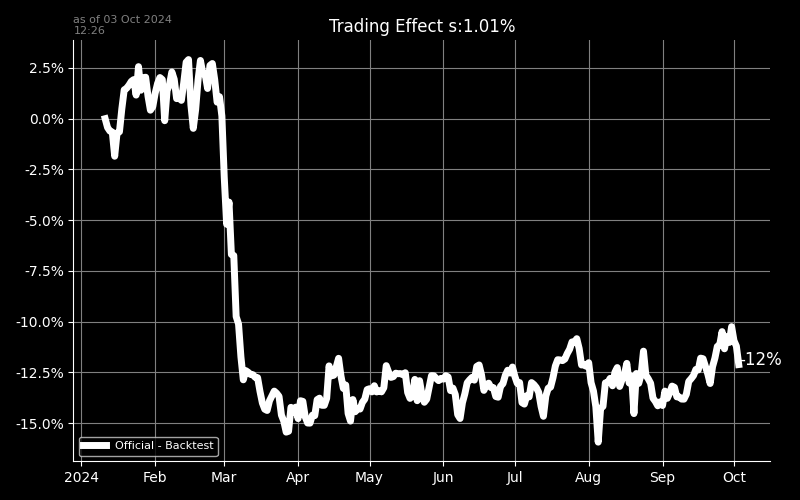 as of 03 Oct 2024
12:26
Trading Effect s:1.01%
2.5%
0.0%
-2.5%
-5.0%
-7.5%
-10.0%
-12.5%
-15.0%
-12%
Official - Backtest
2024 Feb Mar Apr May Jun Jul Aug Sep Oct